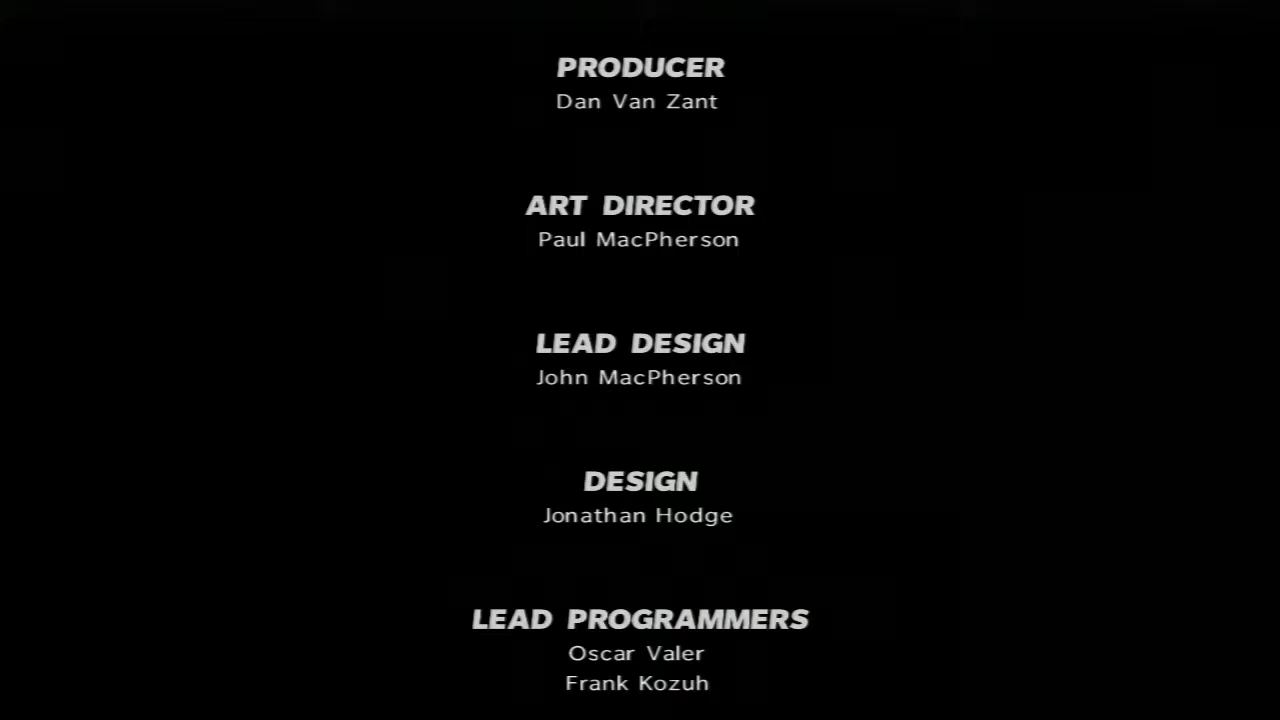 PRODUCER
Dan Van Zant
ART DIRECTOR
Paul MacPherson
LEAD DESIGN
John MacPherson
DESIGN
Jonathan Hodge
LEAD PROGRAMMERS
Oscar Valer
Frank Kozuh